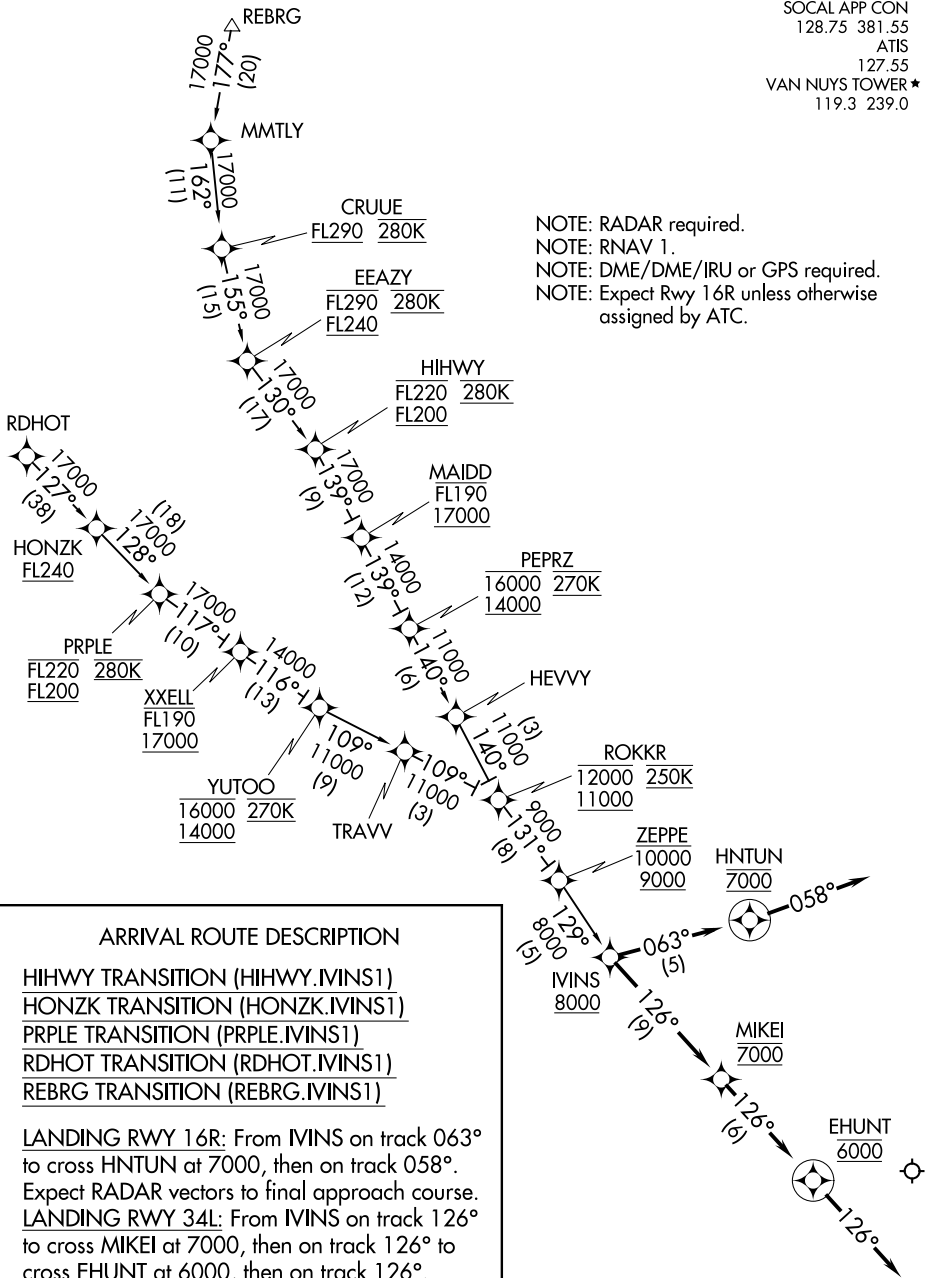 SOCAL APP CON
128.75 381.55
ATIS
127.55
VAN NUYS TOWER ★
119.3 239.0
REBRG
17000
177°
(20)
MMTLY
17000
162°
(11)
CRUUE
FL290 280K
17000
155°
(15)
EEAZY
FL290 280K
FL240
NOTE: RADAR required.
NOTE: RNAV 1.
NOTE: DME/DME/IRU or GPS required.
NOTE: Expect Rwy 16R unless otherwise
assigned by ATC.
17000
130°
(17)
HIHWY
FL220 280K
FL200
17000
139°
(9)
MAIDD
FL190
17000
14000
139°
(12)
PEPRZ
16000 270K
14000
11000
140°
(6)
HEVVY
(3)
11000
140°
RDHOT
17000
127°
(38)
HONZK
FL240
(18)
17000
128°
PRPLE
FL220 280K
FL200
17000
117°
(10)
XXELL
FL190
17000
14000
116°
(13)
YUTOO
16000 270K
14000
109°
11000
(9)
TRAVV
109°
11000
(3)
ROKKR
12000 250K
11000
9000
131°
(8)
ZEPPE
10000
9000
129°
8000
(5)
IVINS
8000
063°
(5)
HNTUN
7000
058°
126°
(9)
MIKEI
7000
126°
(6)
EHUNT
6000
126°
ARRIVAL ROUTE DESCRIPTION
HIHWY TRANSITION (HIHWY.IVINS1)
HONZK TRANSITION (HONZK.IVINS1)
PRPLE TRANSITION (PRPLE.IVINS1)
RDHOT TRANSITION (RDHOT.IVINS1)
REBRG TRANSITION (REBRG.IVINS1)
LANDING RWY 16R: From IVINS on track 063°
to cross HNTUN at 7000, then on track 058°.
Expect RADAR vectors to final approach course.
LANDING RWY 34L: From IVINS on track 126°
to cross MIKEI at 7000, then on track 126° to
cross EHUNT at 6000, then on track 126°.